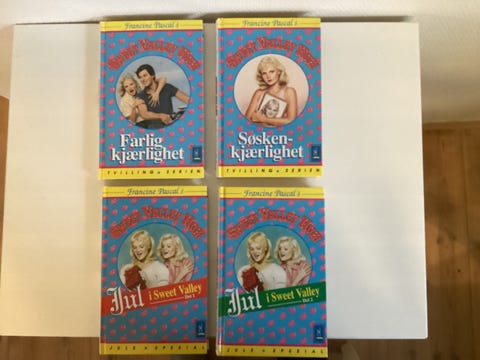 Francine Pascal's
SWEET VALLEY HIGH
Farlig
kjærlighet
TVILLING • SERIEN
Francine Pascal's
SWEET VALLEY HIGH
Søsken-
kjærlighet
TVILLING • SERIEN
Francine Pascal's
SWEET VALLEY HIGH
Jul i Sweet Valley
Del 1
JULE • SPESIAL
Francine Pascal's
SWEET VALLEY HIGH
Jul i Sweet Valley
Del 2
JULE • SPESIAL